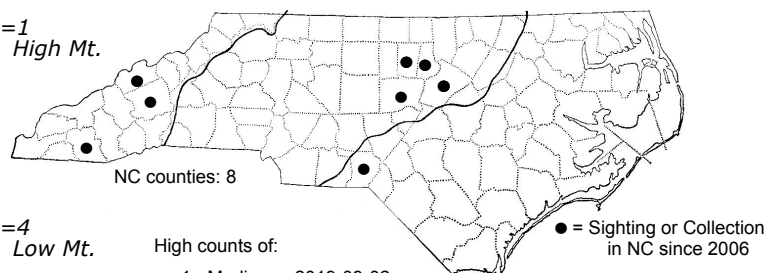 =1
High Mt.
NC counties: 8
=4
Low Mt.
High counts of:
● = Sighting or Collection
in NC since 2006